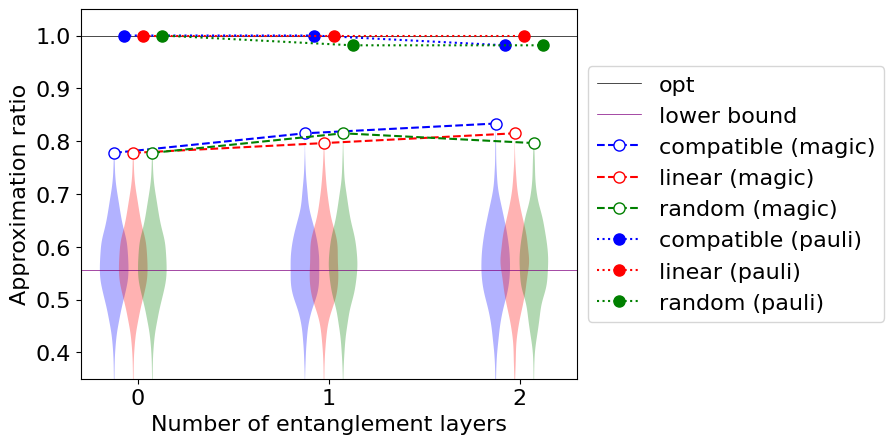 1.0
0.9
0.8
0.7
0.6
0.5
0.4
Approximation ratio
0 1 2
Number of entanglement layers
opt
lower bound
compatible (magic)
linear (magic)
random (magic)
compatible (pauli)
linear (pauli)
random (pauli)